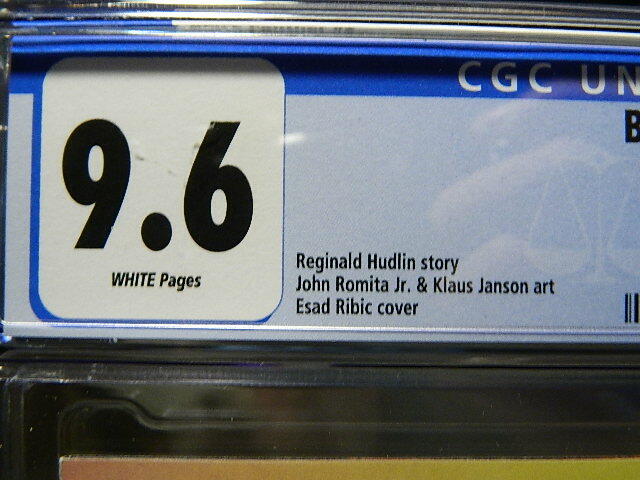 CGC UN
B
9.6
WHITE Pages
Reginald Hudlin story
John Romita Jr. & Klaus Janson art
Esad Ribic cover